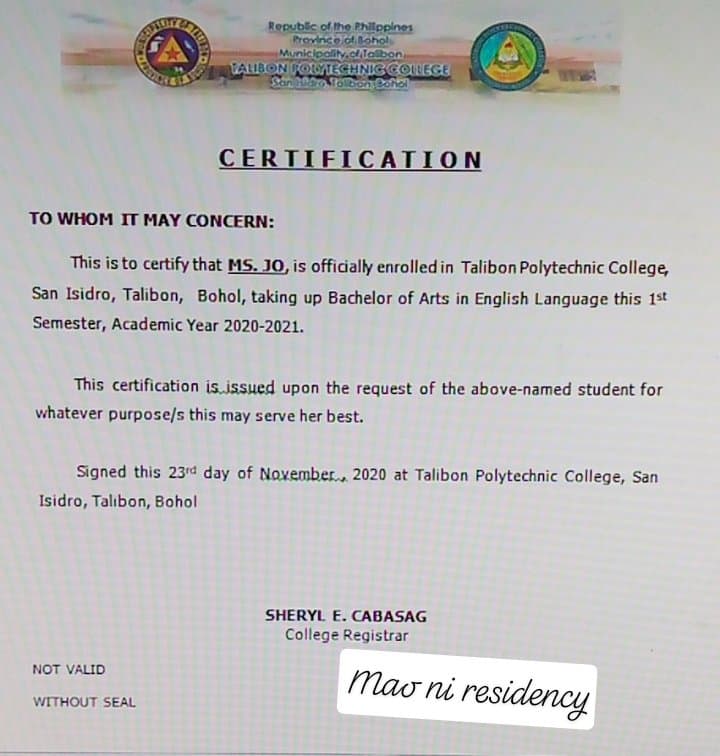 Republic of the Philippines
Province of Bohol
Municipality of Talibon
TALIBON POLYTECHNIC COLLEGE
San Isidro, Talibon, Bohol
CERTIFICATION
TO WHOM IT MAY CONCERN:
This is to certify that MS. JO, is officially enrolled in Talibon Polytechnic College,
San Isidro, Talibon, Bohol, taking up Bachelor of Arts in English Language this 1st
Semester, Academic Year 2020-2021.
This certification is issued upon the request of the above-named student for
whatever purpose/s this may serve her best.
Signed this 23rd day of November., 2020 at Talibon Polytechnic College, San
Isidro, Talibon, Bohol
SHERYL E. CABASAG
College Registrar
NOT VALID
WITHOUT SEAL
Mao ni residency